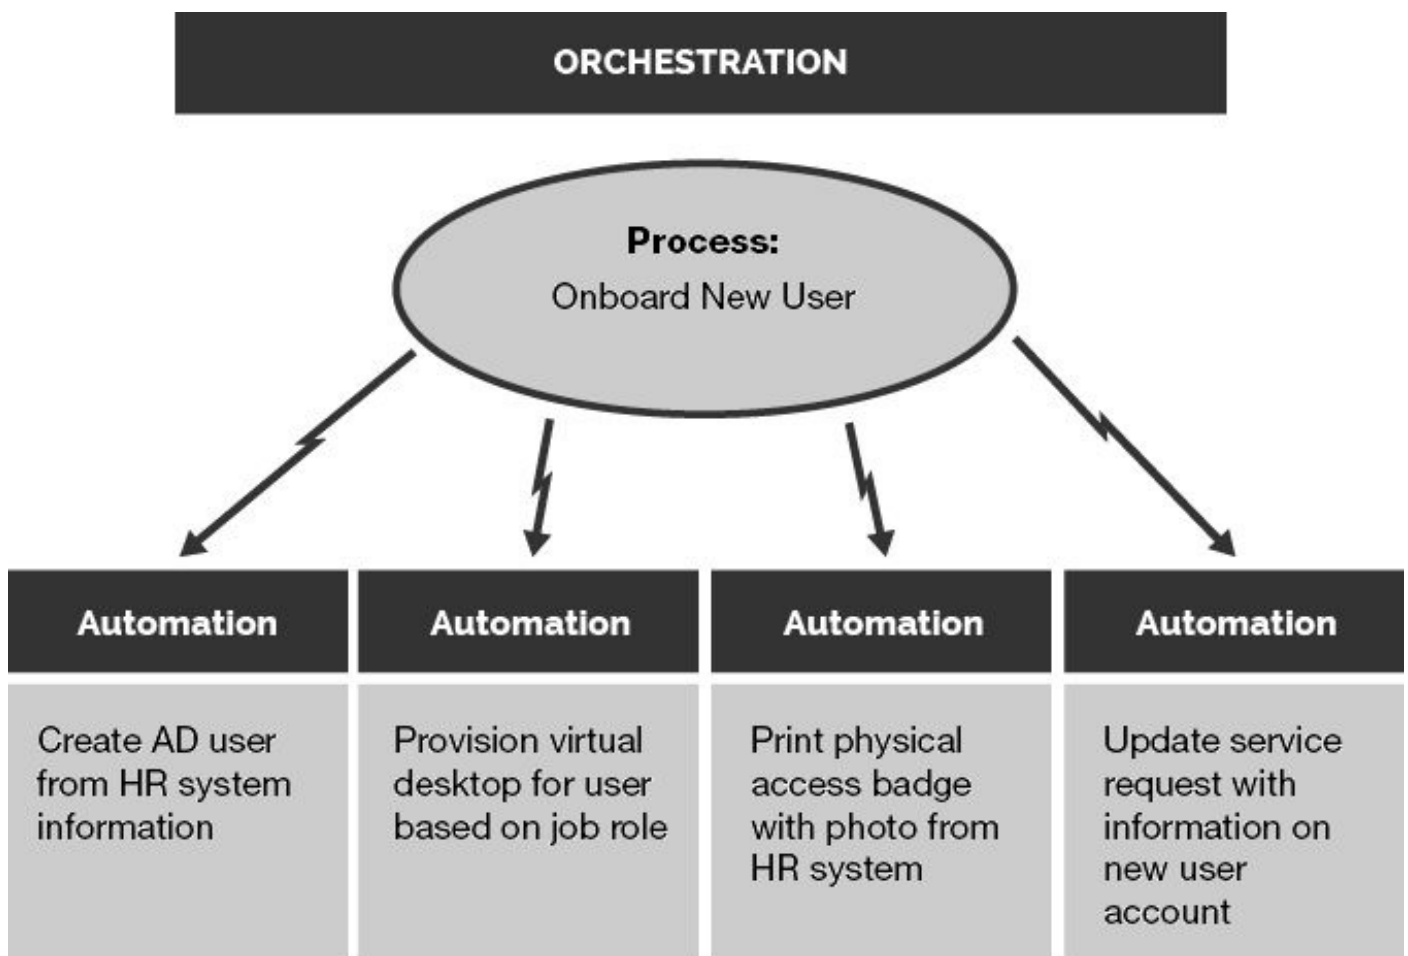 ORCHESTRATION
Process:
Onboard New User
Automation
Create AD user
from HR system
information
Automation
Provision virtual
desktop for user
based on job role
Automation
Print physical
access badge
with photo from
HR system
Automation
Update service
request with
information on
new user
account